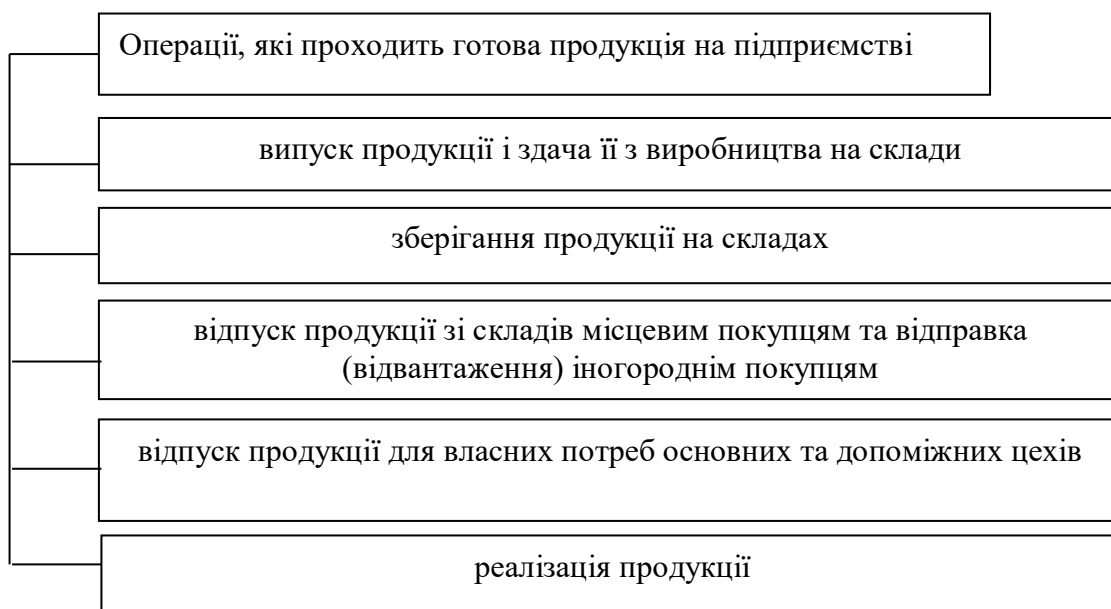 Операції, які проходить готова продукція на підприємстві
випуск продукції і здача її з виробництва на склади
зберігання продукції на складах
відпуск продукції зі складів місцевим покупцям та відправка
(відвантаження) іногороднім покупцям
відпуск продукції для власних потреб основних та допоміжних цехів
реалізація продукції